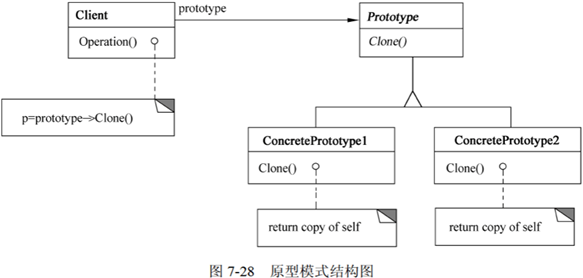 Client
prototype
Prototype
Operation()
Clone()
p=prototype->Clone()
ConcretePrototype1
ConcretePrototype2
Clone()
Clone()
return copy of self
return copy of self
图 7-28 原型模式结构图